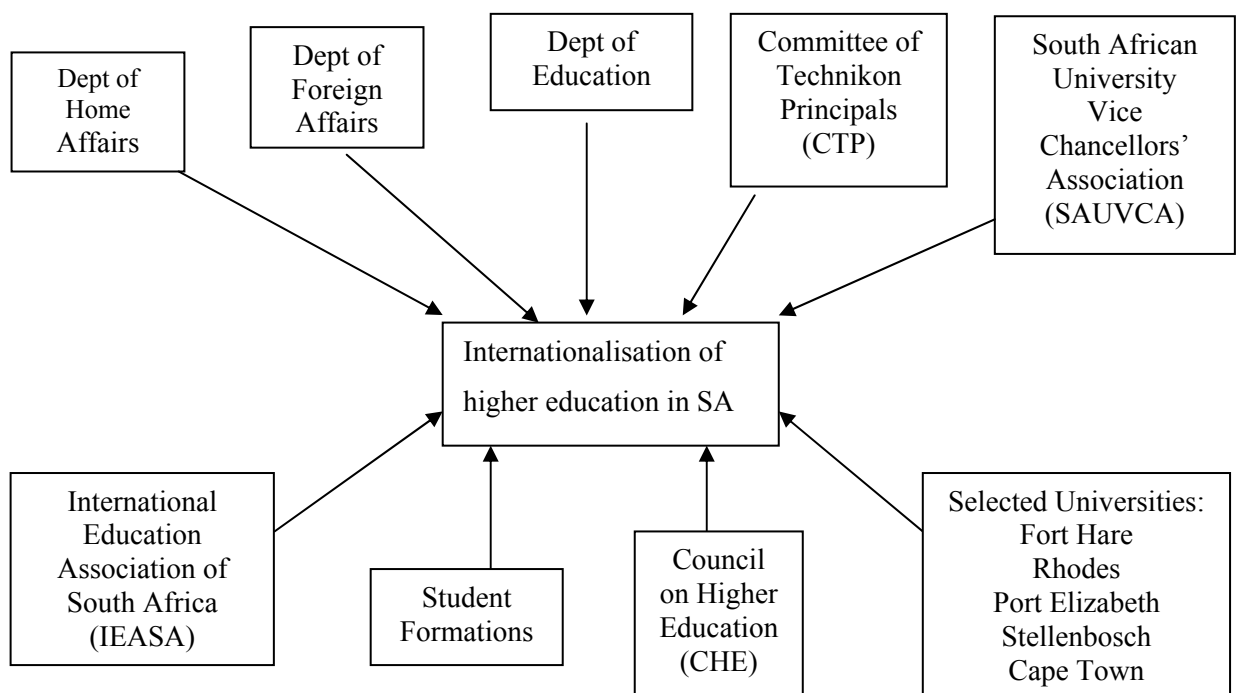 Dept of
Home
Affairs
Dept of
Foreign
Affairs
Dept of
Education
Committee of
Technikon
Principals
(CTP)
South African
University
Vice
Chancellors’
Association
(SAUVCA)
Internationalisation of
higher education in SA
International
Education
Association of
South Africa
(IEASA)
Student
Formations
Council
on Higher
Education
(CHE)
Selected Universities:
Fort Hare
Rhodes
Port Elizabeth
Stellenbosch
Cape Town